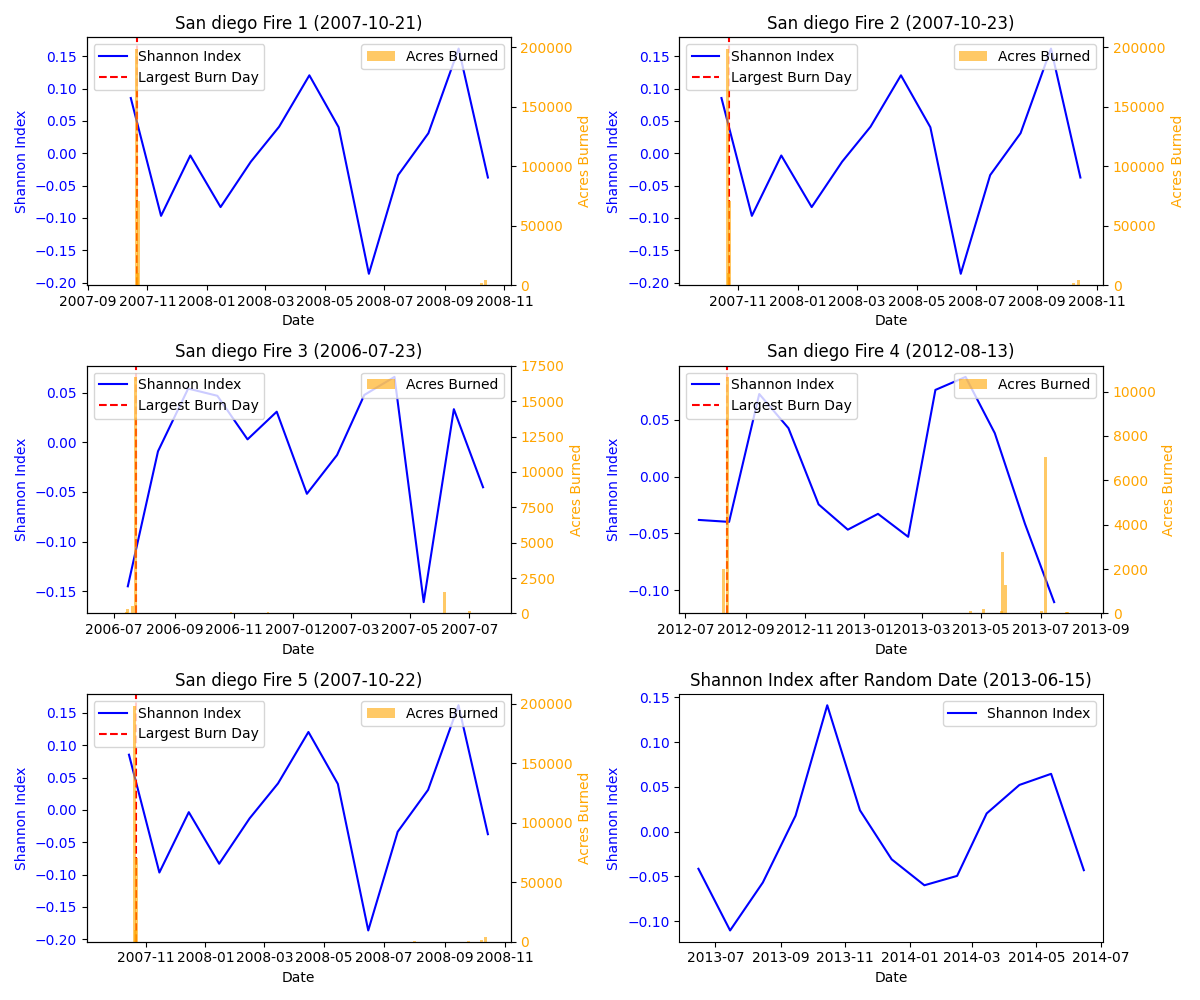 San diego Fire 1 (2007-10-21)
Shannon Index
Largest Burn Day
Acres Burned
0.15
0.10
0.05
0.00
−0.05
−0.10
−0.15
−0.20
Shannon Index
200000
150000
100000
50000
0
Acres Burned
2007-09 2007-11 2008-01 2008-03 2008-05 2008-07 2008-09 2008-11
Date
San diego Fire 2 (2007-10-23)
Shannon Index
Largest Burn Day
Acres Burned
0.15
0.10
0.05
0.00
−0.05
−0.10
−0.15
−0.20
Shannon Index
200000
150000
100000
50000
0
Acres Burned
2007-11 2008-01 2008-03 2008-05 2008-07 2008-09 2008-11
Date
San diego Fire 3 (2006-07-23)
Shannon Index
Largest Burn Day
Acres Burned
0.05
0.00
−0.05
−0.10
−0.15
Shannon Index
17500
15000
12500
10000
7500
5000
2500
0
Acres Burned
2006-07 2006-09 2006-11 2007-01 2007-03 2007-05 2007-07
Date
San diego Fire 4 (2012-08-13)
Shannon Index
Largest Burn Day
Acres Burned
0.05
0.00
−0.05
−0.10
Shannon Index
10000
8000
6000
4000
2000
0
Acres Burned
2012-07 2012-09 2012-11 2013-01 2013-03 2013-05 2013-07 2013-09
Date
San diego Fire 5 (2007-10-22)
Shannon Index
Largest Burn Day
Acres Burned
0.15
0.10
0.05
0.00
−0.05
−0.10
−0.15
−0.20
Shannon Index
200000
150000
100000
50000
0
Acres Burned
2007-11 2008-01 2008-03 2008-05 2008-07 2008-09 2008-11
Date
Shannon Index after Random Date (2013-06-15)
Shannon Index
0.15
0.10
0.05
0.00
−0.05
−0.10
Shannon Index
2013-07 2013-09 2013-11 2014-01 2014-03 2014-05 2014-07
Date